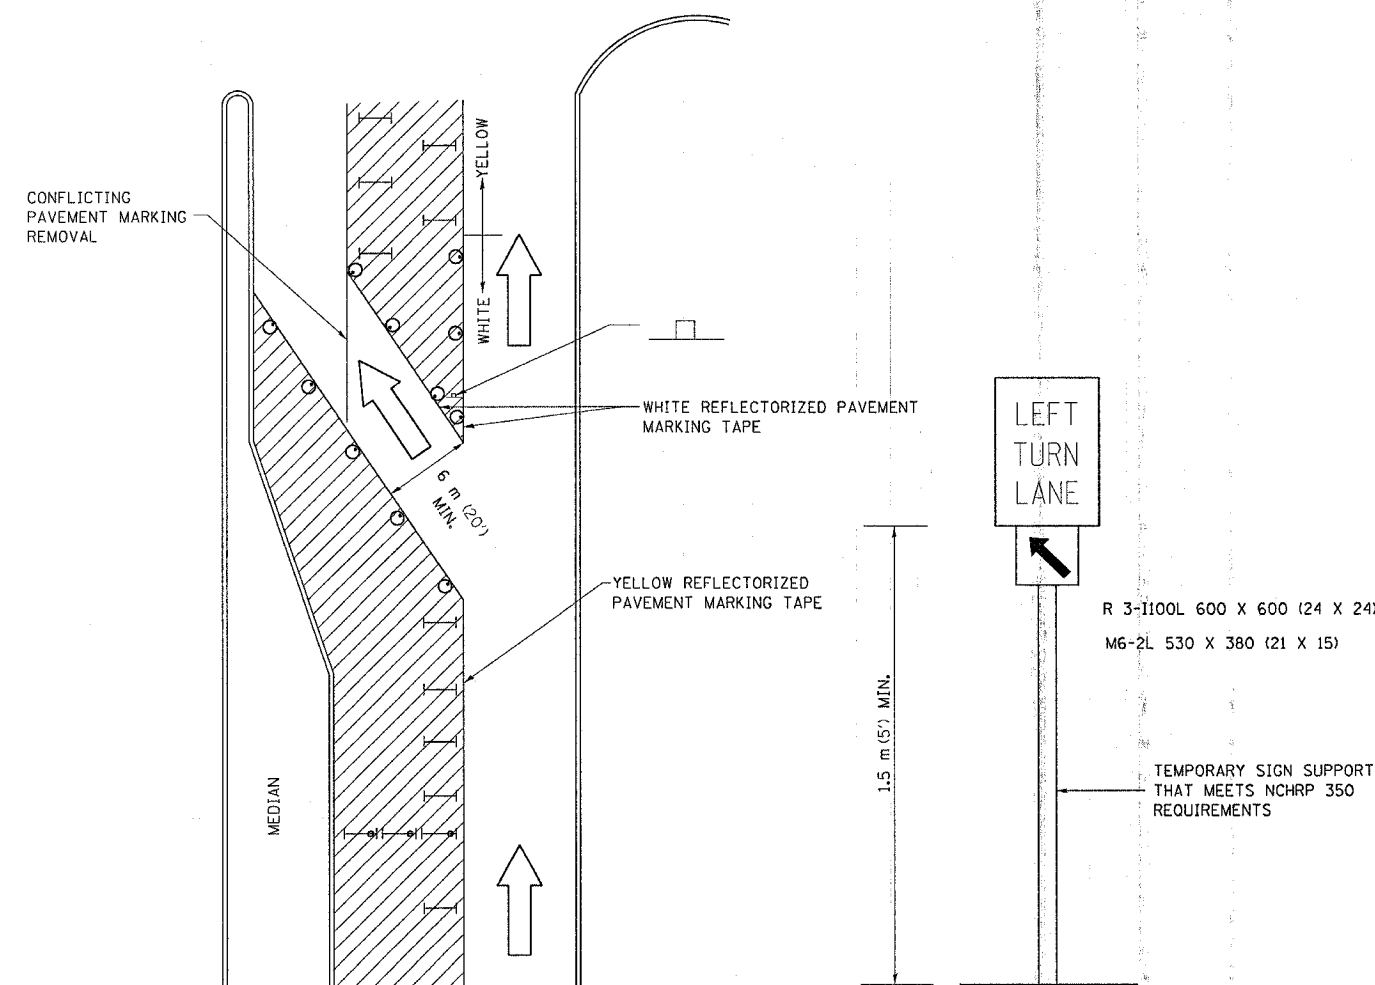 CONFLICTING
PAVEMENT MARKING
REMOVAL
YELLOW
WHITE
WHITE REFLECTORIZED PAVEMENT
MARKING TAPE
6 m (20')
MIN.
YELLOW REFLECTORIZED
PAVEMENT MARKING TAPE
MEDIAN
LEFT
TURN
LANE
R 3-I100L 600 X 600 (24 X 24)
M6-2L 530 X 380 (21 X 15)
1.5 m (5') MIN.
TEMPORARY SIGN SUPPORT
THAT MEETS NCHRP 350
REQUIREMENTS